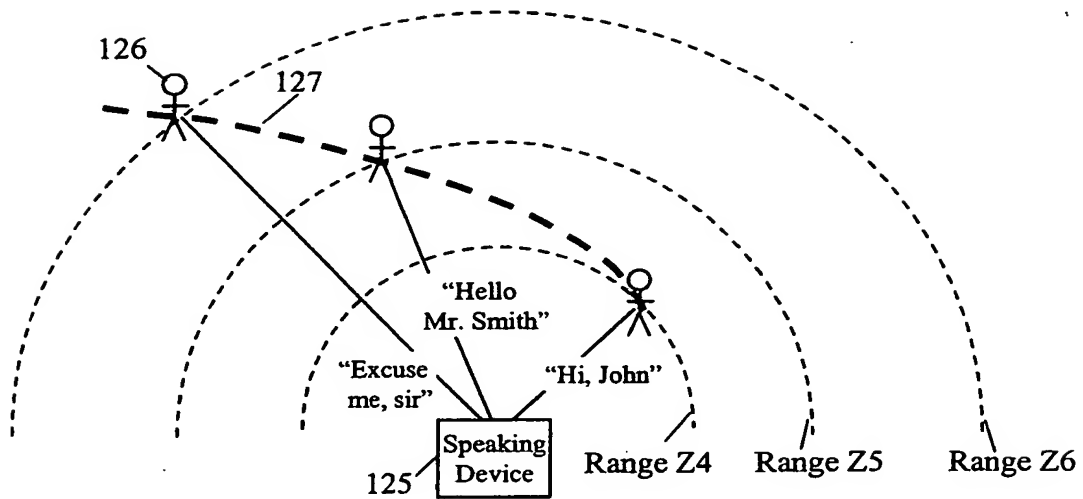 126
127
“Hello
Mr. Smith”
“Excuse
me, sir”
“Hi, John”
Speaking
Device
125
Range Z4
Range Z5
Range Z6